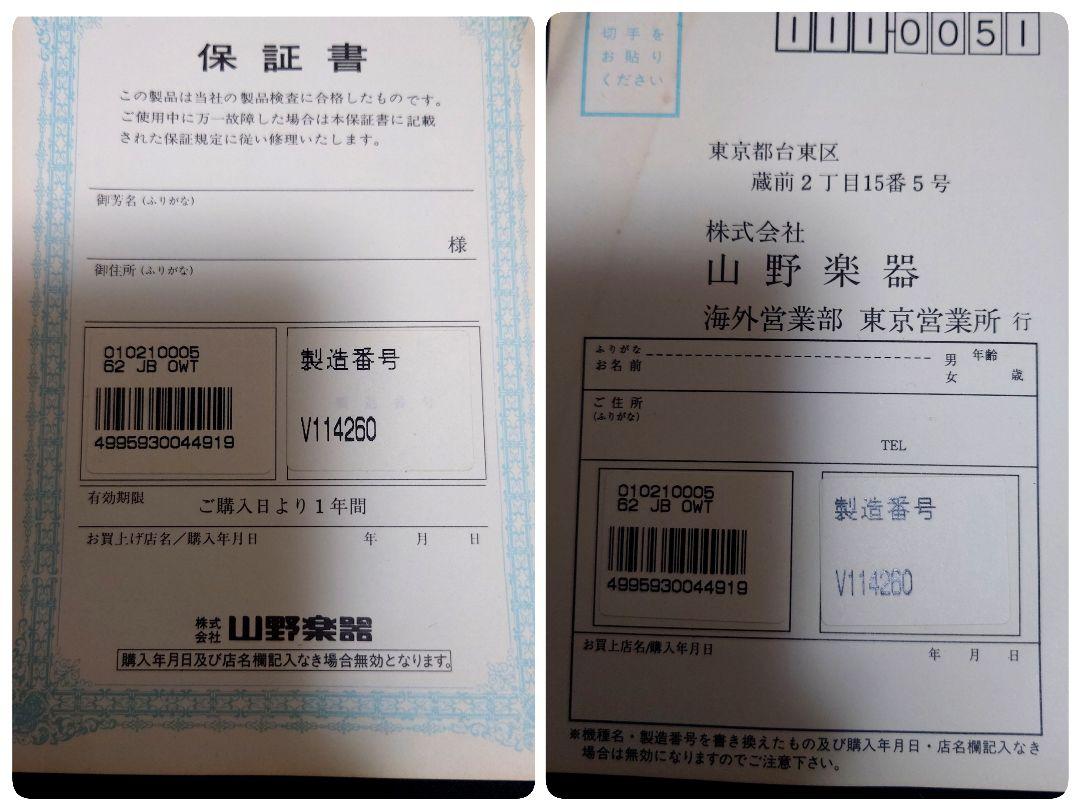 保証書
この製品は当社の製品検査に合格したものです。
ご使用中に万一故障した場合は本保証書に記載
された保証規定に従い修理いたします。
御芳名(ふりがな)
様
御住所(ふりがな)
010210005
62 JB OWT
4995930044919
製造番号
V114260
有効期限 ご購入日より1年間
お買上げ店名/購入年月日 年 月 日
株式会社 山野楽器
購入年月日及び店名欄記入なき場合無効となります。
切手を
お貼り
ください
1110051
東京都台東区
蔵前2丁目15番5号
株式会社
山野楽器
海外営業部 東京営業所 行
ふりがな
お名前
男
女
年齢
歳
ご住所
(ふりがな)
TEL
010210005
62 JB OWT
4995930044919
製造番号
V114260
お買上店名/購入年月日 年 月 日
※機種名・製造番号を書き換えたもの及び購入年月日・店名欄記入なき
場合は無効になりますのでご注意下さい。